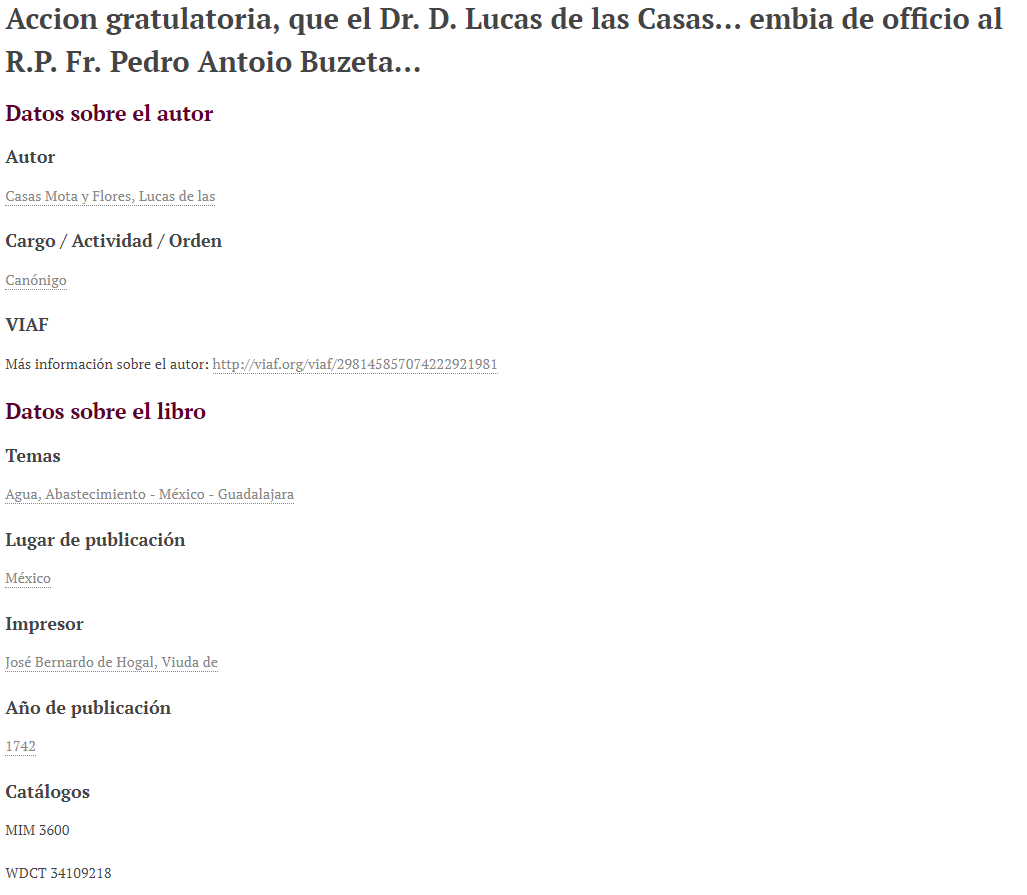 Accion gratulatoria, que el Dr. D. Lucas de las Casas... embia de officio al
R.P. Fr. Pedro Antoio Buzeta...
Datos sobre el autor
Autor
Casas Mota y Flores, Lucas de las
Cargo / Actividad / Orden
Canónigo
VIAF
Más información sobre el autor: http://viaf.org/viaf/298145857074222921981
Datos sobre el libro
Temas
Agua, Abastecimiento - México - Guadalajara
Lugar de publicación
México
Impresor
José Bernardo de Hogal, Viuda de
Año de publicación
1742
Catálogos
MIM 3600
WDCT 34109218